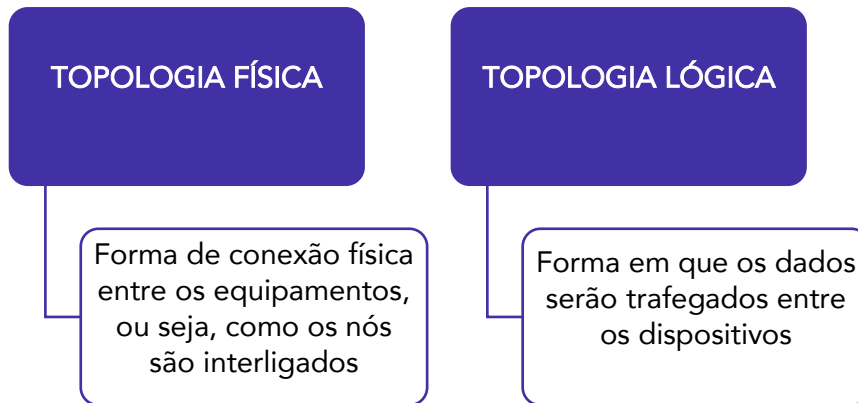 TOPOLOGIA FÍSICA
Forma de conexão física
entre os equipamentos,
ou seja, como os nós
são interligados
TOPOLOGIA LÓGICA
Forma em que os dados
serão trafegados entre
os dispositivos